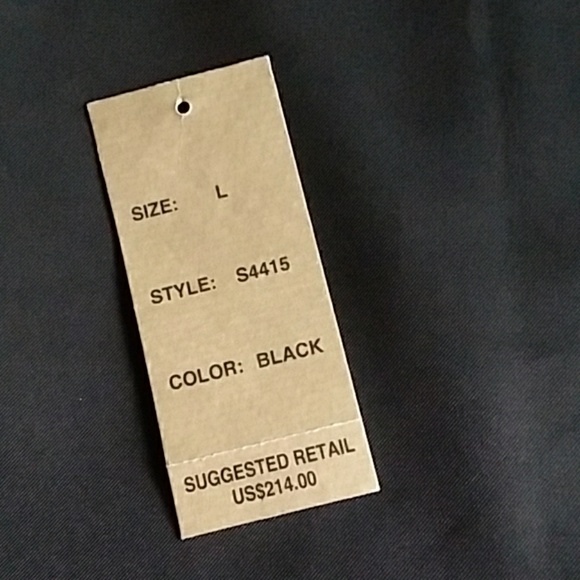 SIZE: L
STYLE: S4415
COLOR: BLACK
SUGGESTED RETAIL
US$214.00